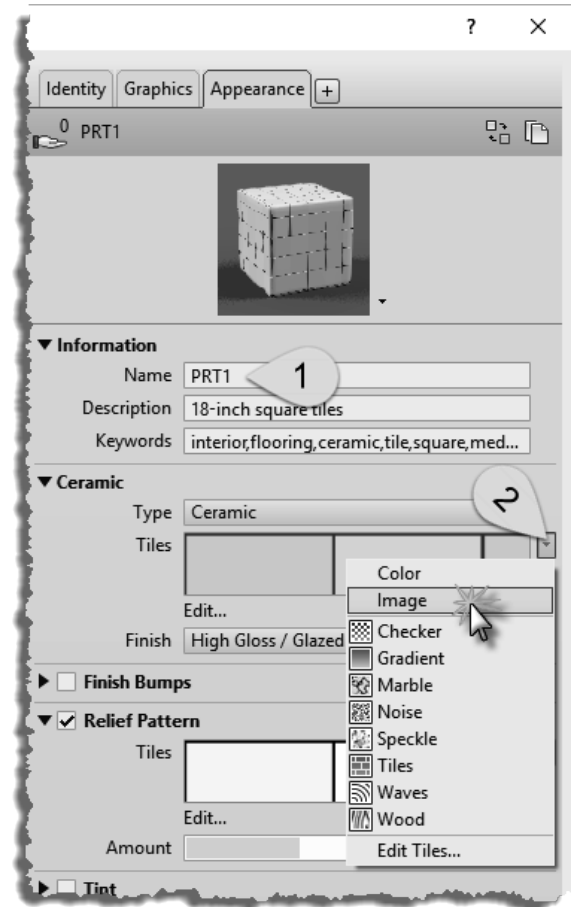 ? ×
Identity Graphics Appearance +
0 PRT1
▼ Information
Name PRT1 1
Description 18-inch square tiles
Keywords interior,flooring,ceramic,tile,square,med...
▼ Ceramic
2
Type Ceramic
Tiles
Color
Edit... Image
Finish High Gloss / Glazed Checker
Gradient
Finish Bumps Marble
Noise
Relief Pattern Speckle
Tiles Tiles
Waves
Edit... Wood
Amount Edit Tiles...
Tint